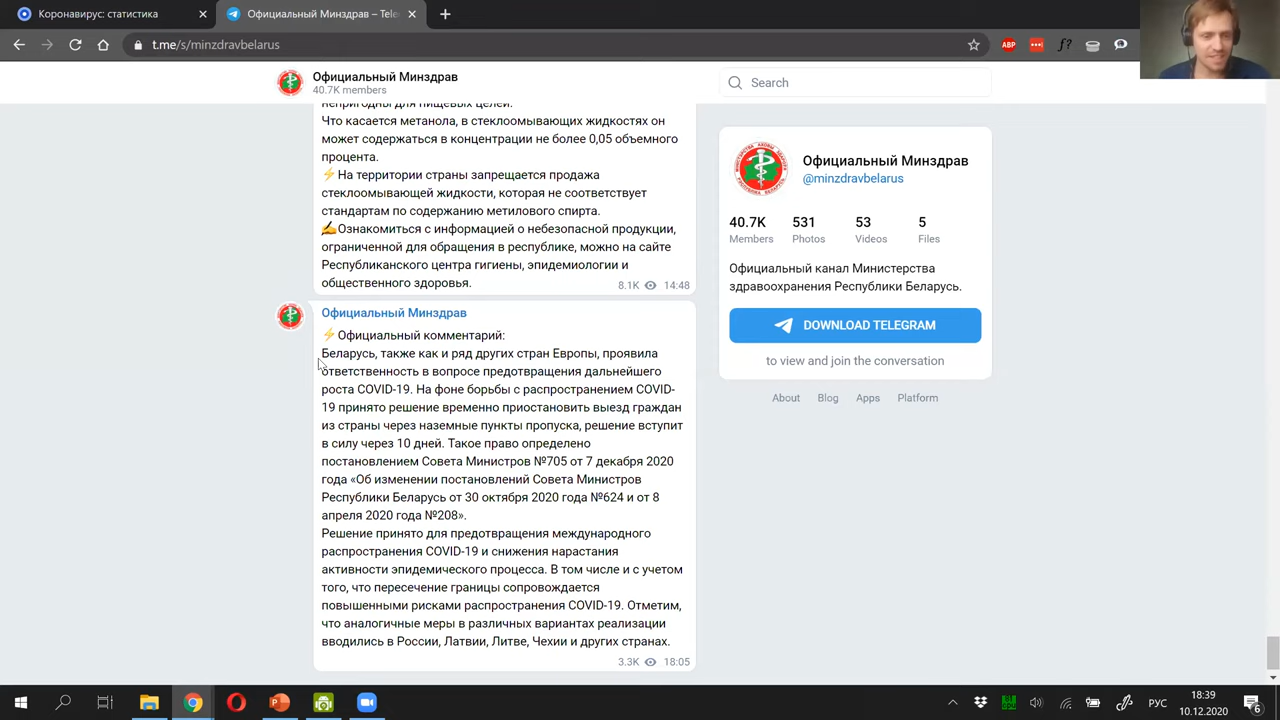 Коронавирус: статистика
Официальный Минздрав – Tele
t.me/s/minzdravbelarus
ABP
f?
Официальный Минздрав
40.7K members
Search
непригодны для пищевых целей.
Что касается метанола, в стеклоомывающих жидкостях он
может содержаться в концентрации не более 0,05 объемного
процента.
⚡На территории страны запрещается продажа
стеклоомывающей жидкости, которая не соответствует
стандартам по содержанию метилового спирта.
✍Ознакомиться с информацией о небезопасной продукции,
ограниченной для обращения в республике, можно на сайте
Республиканского центра гигиены, эпидемиологии и
общественного здоровья.
8.1K 14:48
Официальный Минздрав
⚡Официальный комментарий:
Беларусь, также как и ряд других стран Европы, проявила
ответственность в вопросе предотвращения дальнейшего
роста COVID-19. На фоне борьбы с распространением COVID-
19 принято решение временно приостановить выезд граждан
из страны через наземные пункты пропуска, решение вступит
в силу через 10 дней. Такое право определено
постановлением Совета Министров №705 от 7 декабря 2020
года «Об изменении постановлений Совета Министров
Республики Беларусь от 30 октября 2020 года №624 и от 8
апреля 2020 года №208».
Решение принято для предотвращения международного
распространения COVID-19 и снижения нарастания
активности эпидемического процесса. В том числе и с учетом
того, что пересечение границы сопровождается
повышенными рисками распространения COVID-19. Отметим,
что аналогичные меры в различных вариантах реализации
вводились в России, Латвии, Литве, Чехии и других странах.
3.3K 18:05
Официальный Минздрав
@minzdravbelarus
40.7K 531 53 5
Members Photos Videos Files
Официальный канал Министерства
здравоохранения Республики Беларусь.
DOWNLOAD TELEGRAM
to view and join the conversation
About Blog Apps Platform
РУС
18:39
10.12.2020
6